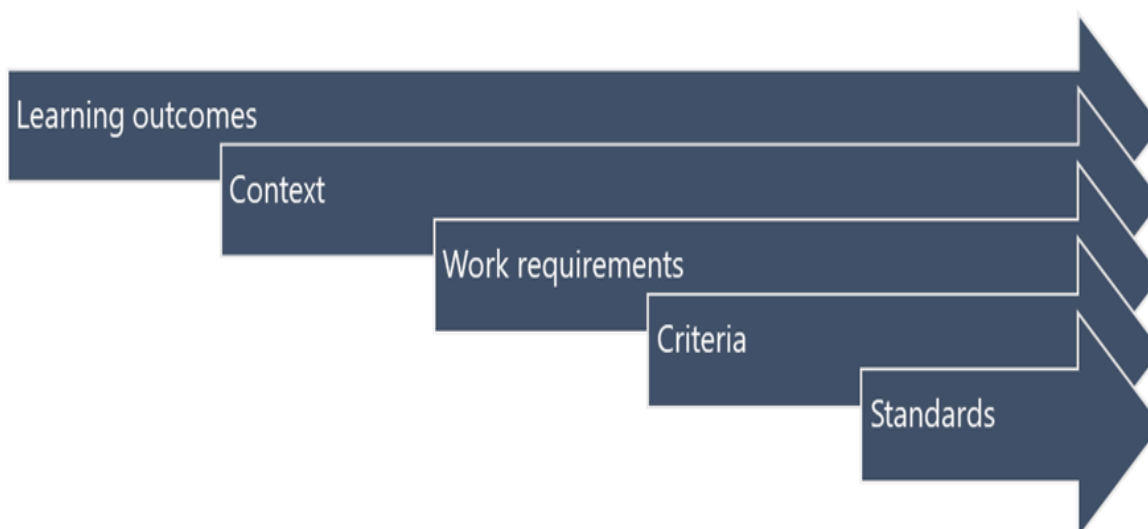 Learning outcomes
Context
Work requirements
Criteria
Standards